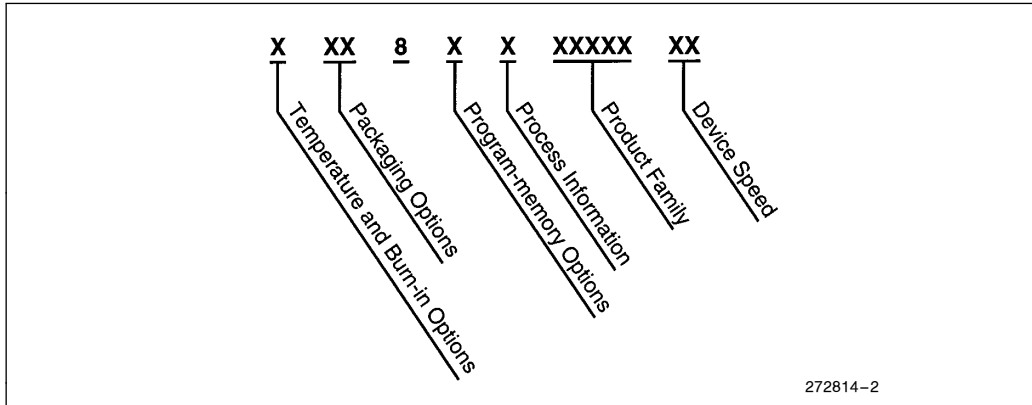 X XX 8 X X XXXXX XX
Temperature and Burn-in Options
Packaging Options
Program-memory Options
Process Information
Product Family
Device Speed
272814–2